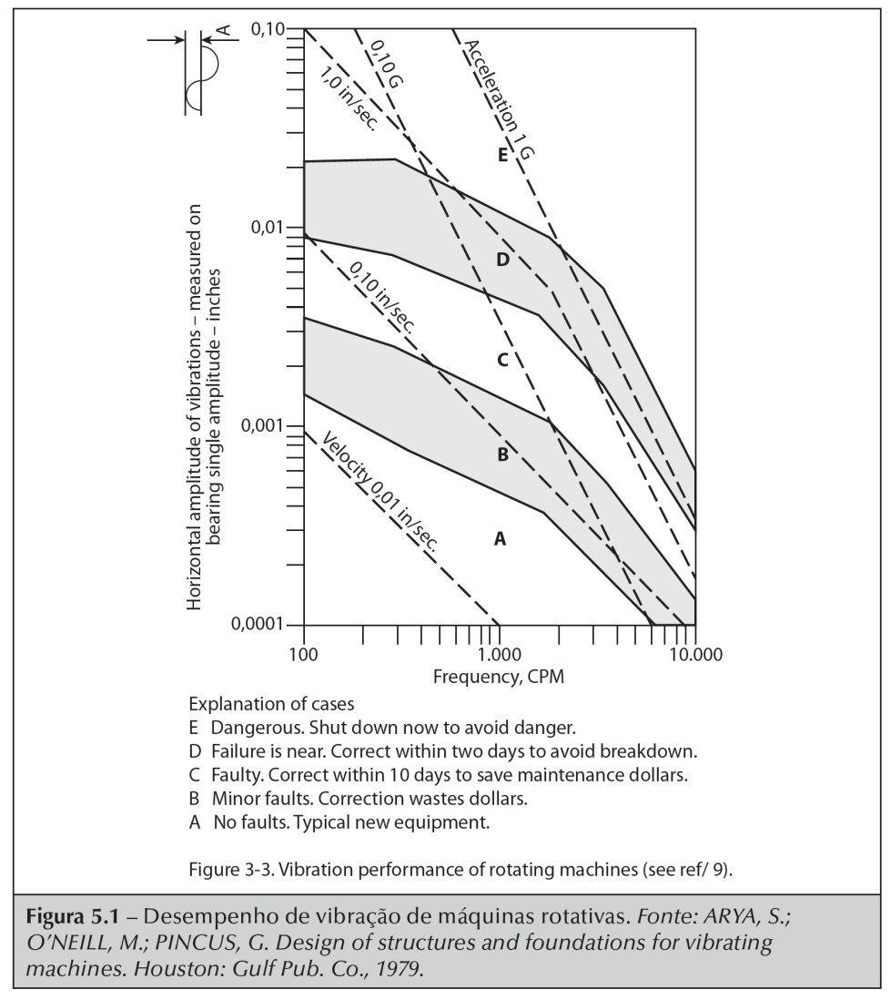 A
0,10
0,01
0,001
0,0001
Horizontal amplitude of vibrations – measured on
bearing single amplitude – inches
1,0 in/sec.
0,10 G
Acceleration 1 G
E
D
0,10 in/sec.
C
B
Velocity 0,01 in/sec.
A
100
1.000
10.000
Frequency, CPM
Explanation of cases
E Dangerous. Shut down now to avoid danger.
D Failure is near. Correct within two days to avoid breakdown.
C Faulty. Correct within 10 days to save maintenance dollars.
B Minor faults. Correction wastes dollars.
A No faults. Typical new equipment.
Figure 3-3. Vibration performance of rotating machines (see ref/ 9).
Figura 5.1 – Desempenho de vibração de máquinas rotativas. Fonte: ARYA, S.;
O’NEILL, M.; PINCUS, G. Design of structures and foundations for vibrating
machines. Houston: Gulf Pub. Co., 1979.